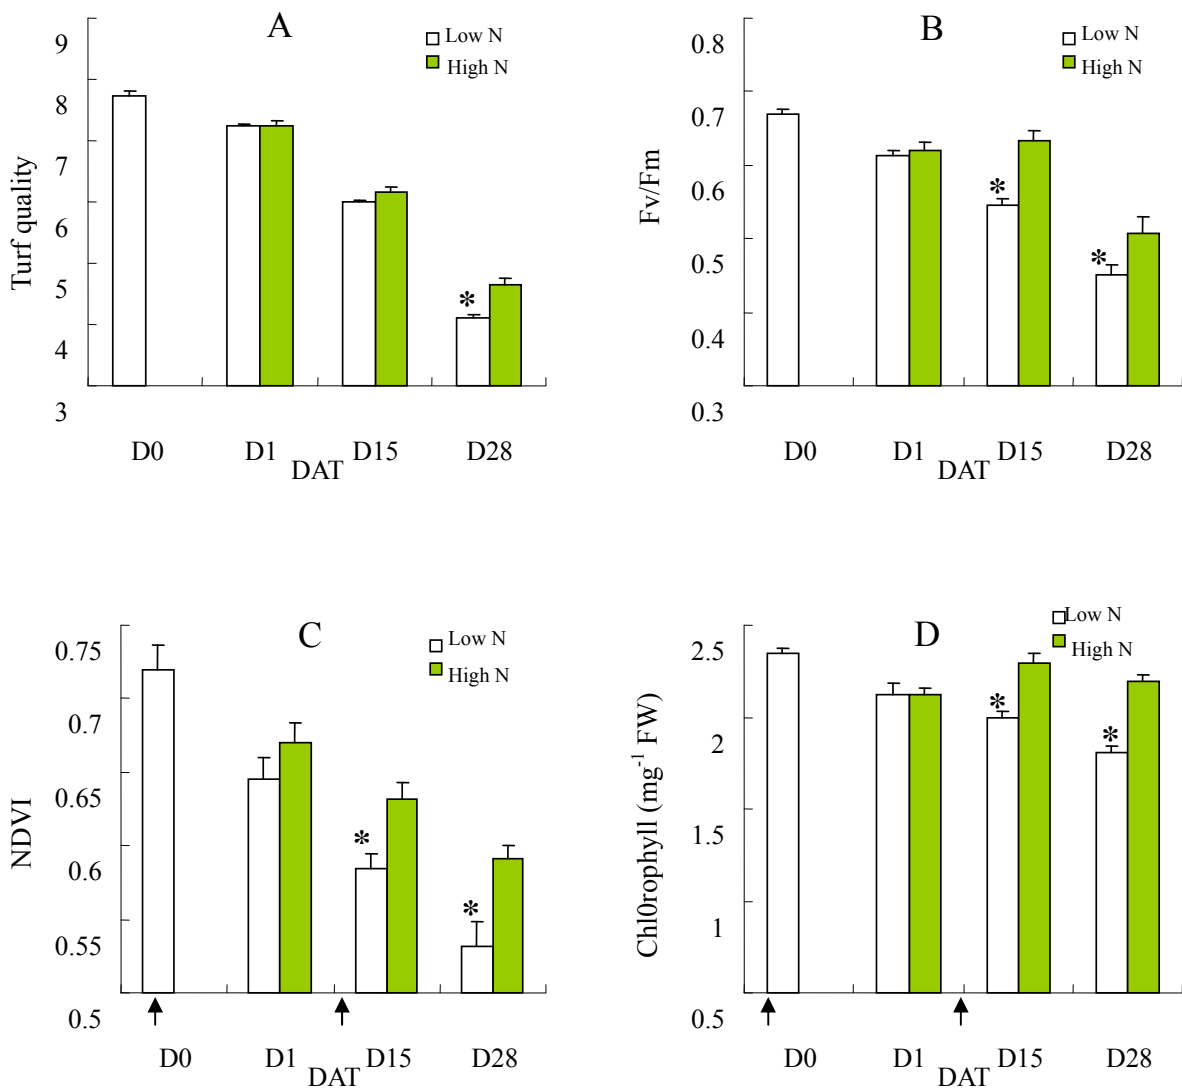 A
Low N
High N
9
8
7
6
5
4
3
Turf quality
D0 D1 D15 D28
DAT
B
Low N
High N
0.8
0.7
0.6
0.5
0.4
0.3
Fv/Fm
D0 D1 D15 D28
DAT
*
*
*
C
Low N
High N
0.75
0.7
0.65
0.6
0.55
0.5
NDVI
*
*
D0 D1 D15 D28
DAT
D
Low N
High N
2.5
2
1.5
1
0.5
Chl0rophyll (mg⁻¹ FW)
*
*
D0 D1 D15 D28
DAT